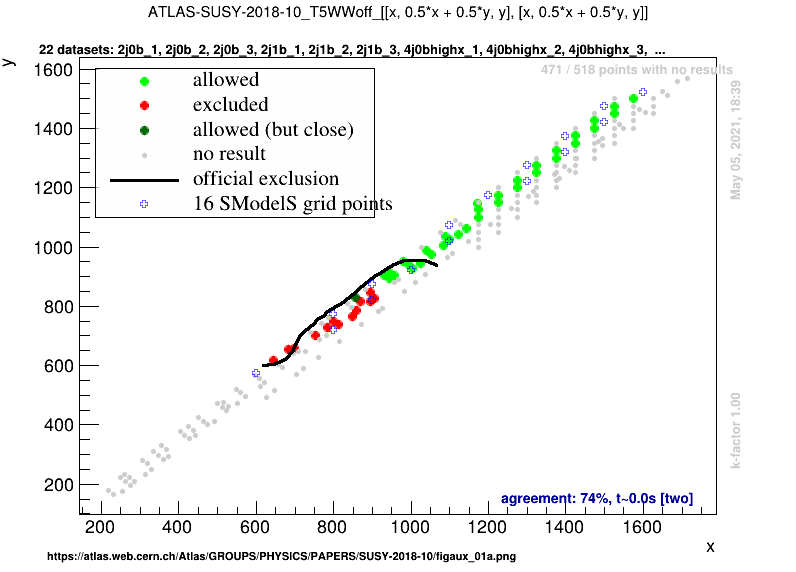 ATLAS-SUSY-2018-10_T5WWoff_[[x, 0.5*x + 0.5*y, y], [x, 0.5*x + 0.5*y, y]]
22 datasets: 2j0b_1, 2j0b_2, 2j0b_3, 2j1b_1, 2j1b_2, 2j1b_3, 4j0bhighx_1, 4j0bhighx_2, 4j0bhighx_3, ...
y
471 / 518 points with no results
allowed
excluded
allowed (but close)
no result
official exclusion
16 SModelS grid points
May 05, 2021, 18:39
k-factor 1.00
1600
1400
1200
1000
800
600
400
200
agreement: 74%, t~0.0s [two]
200 400 600 800 1000 1200 1400 1600
x
https://atlas.web.cern.ch/Atlas/GROUPS/PHYSICS/PAPERS/SUSY-2018-10/figaux_01a.png